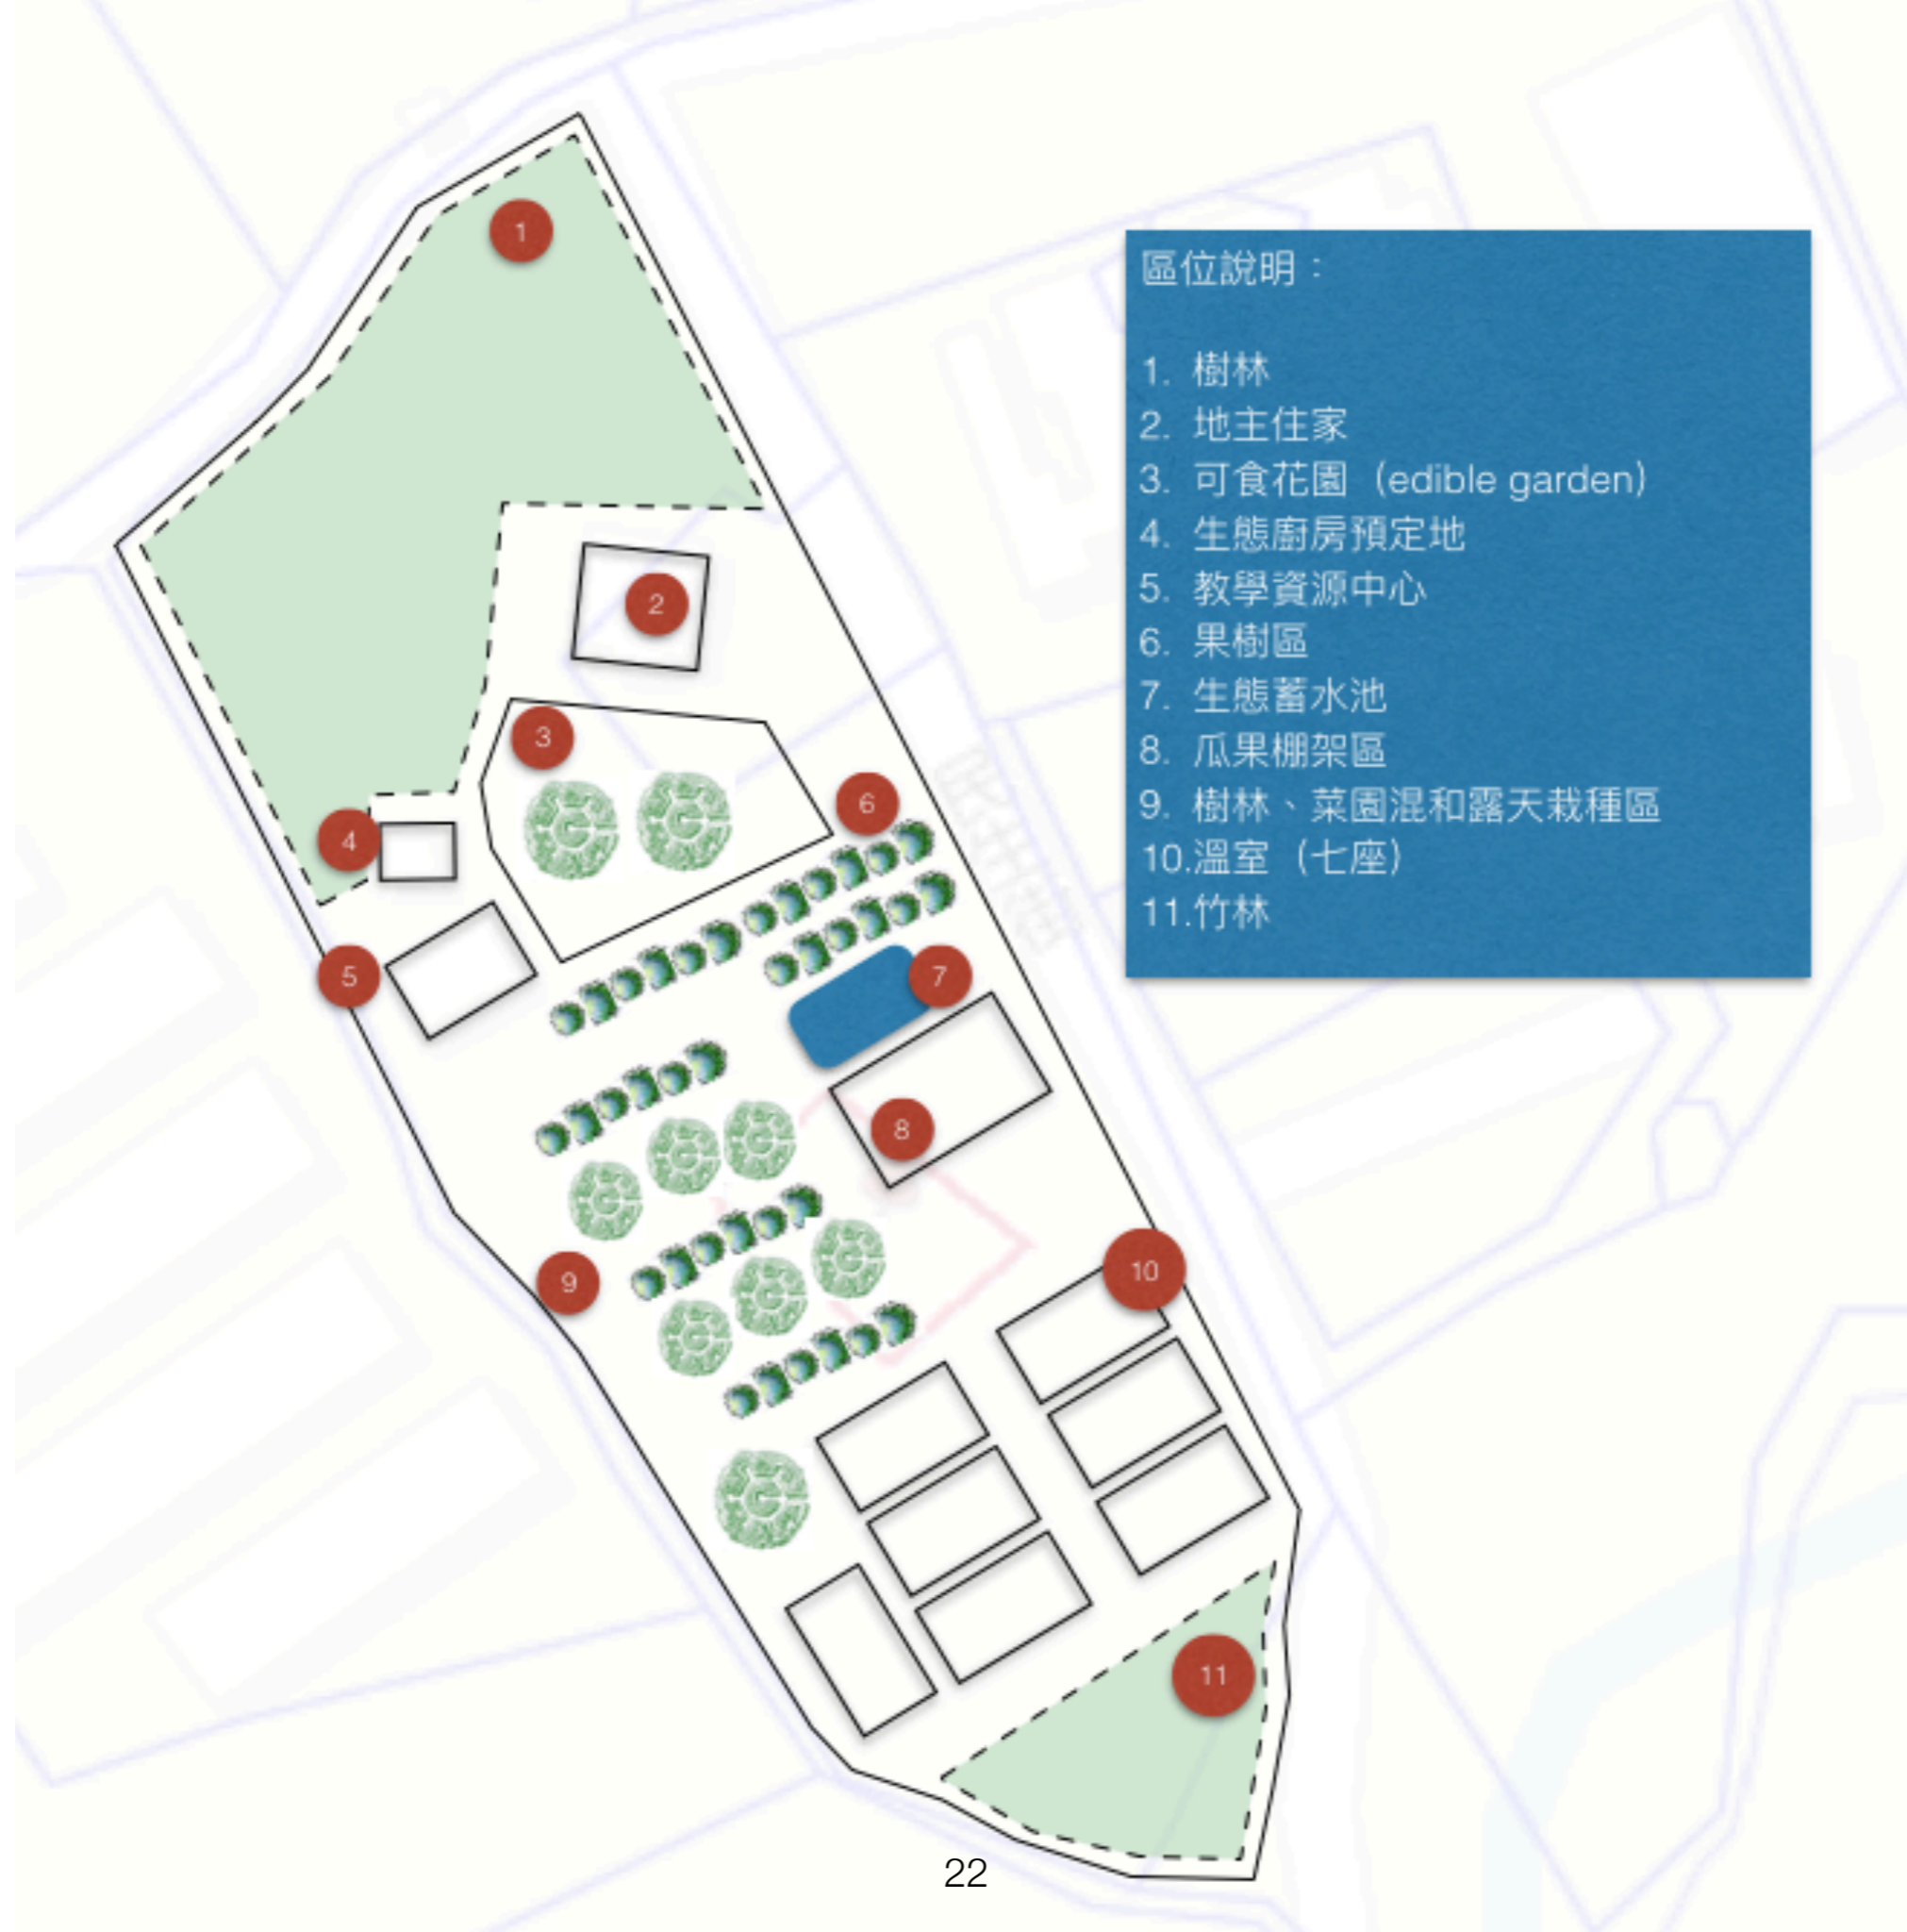 區位說明：
1. 樹林
2. 地主住家
3. 可食花園（edible garden）
4. 生態廚房預定地
5. 教學資源中心
6. 果樹區
7. 生態蓄水池
8. 瓜果棚架區
9. 樹林、菜園混和露天栽種區
10.溫室（七座）
11.竹林
1
2
3
6
4
5
7
8
9
10
11
22